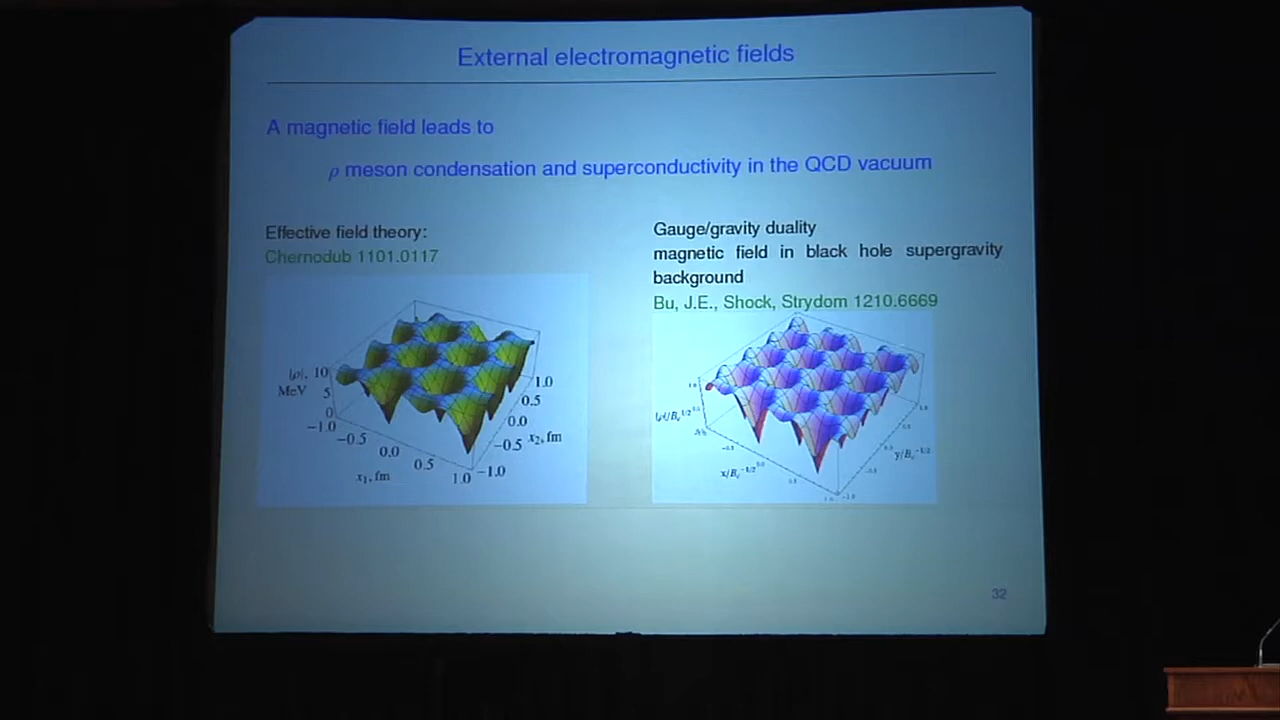 External electromagnetic fields
A magnetic field leads to
ρ meson condensation and superconductivity in the QCD vacuum
Effective field theory:
Chernodub 1101.0117
|ρ|, 10
MeV 5
0
−1.0
−0.5
0.0
0.5
1.0
x₁, fm
−1.0
−0.5
0.0
0.5
1.0
x₂, fm
Gauge/gravity duality
magnetic field in black hole supergravity
background
Bu, J.E., Shock, Strydom 1210.6669
x/B
y/B
32